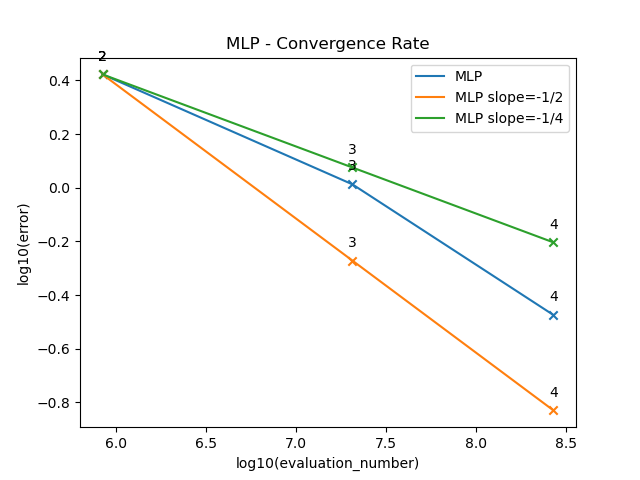 MLP - Convergence Rate
MLP
MLP slope=-1/2
MLP slope=-1/4
2
3
3
3
4
4
4
log10(error)
0.4
0.2
0.0
−0.2
−0.4
−0.6
−0.8
6.0 6.5 7.0 7.5 8.0 8.5
log10(evaluation_number)